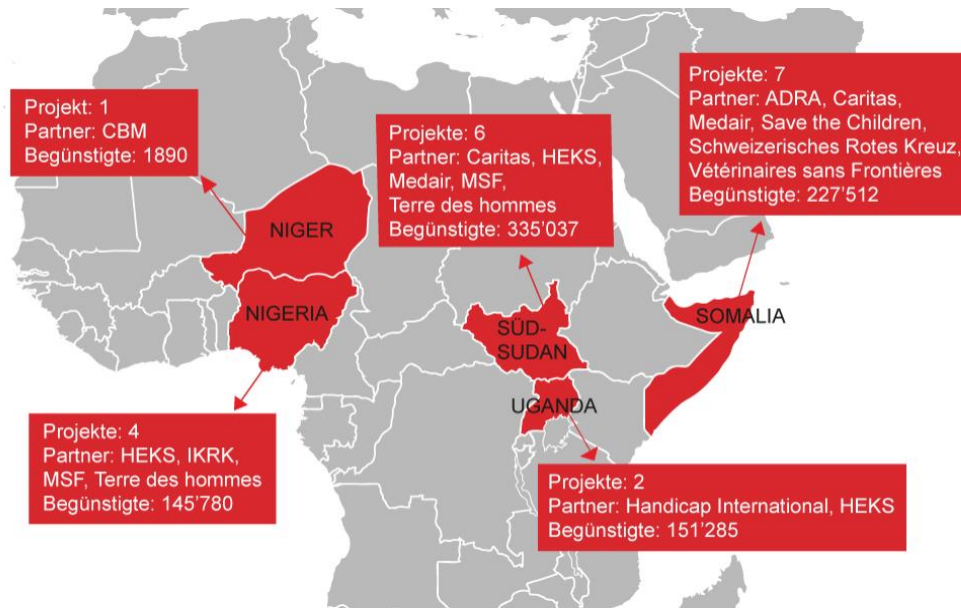 Projekt: 1
Partner: CBM
Begünstigte: 1890
Projekte: 6
Partner: Caritas, HEKS,
Medair, MSF,
Terre des hommes
Begünstigte: 335'037
Projekte: 7
Partner: ADRA, Caritas,
Medair, Save the Children,
Schweizerisches Rotes Kreuz,
Vétérinaires sans Frontières
Begünstigte: 227'512
NIGER
NIGERIA
SÜD-
SUDAN
SOMALIA
UGANDA
Projekte: 4
Partner: HEKS, IKRK,
MSF, Terre des hommes
Begünstigte: 145'780
Projekte: 2
Partner: Handicap International, HEKS
Begünstigte: 151'285